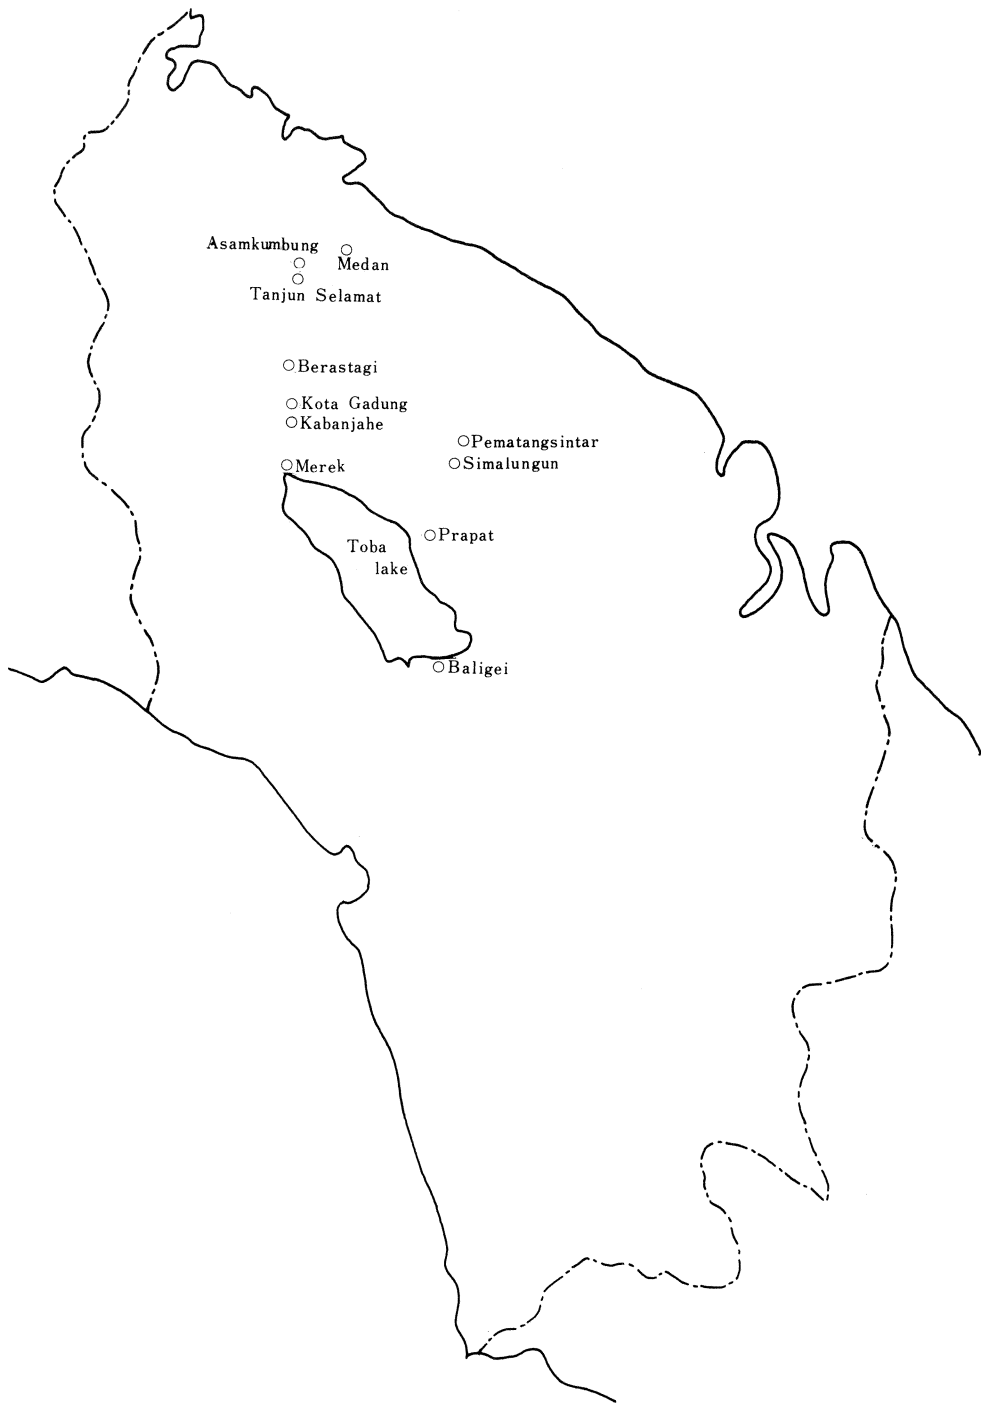 Asamkumbung
Medan
Tanjun Selamat
Berastagi
Kota Gadung
Kabanjahe
Pematangsintar
Simalungun
Merek
Prapat
Toba
lake
Baligei